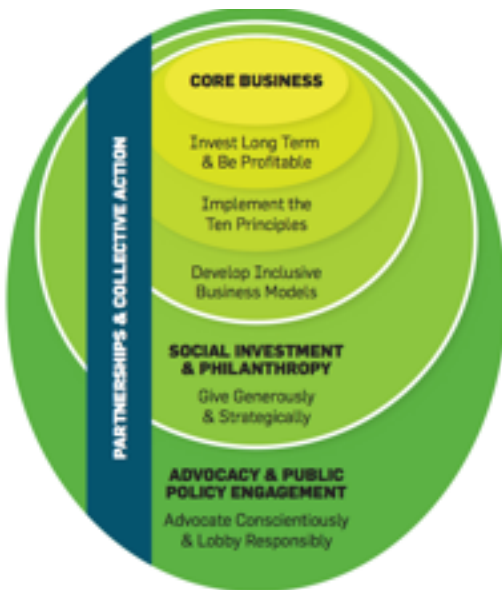 CORE BUSINESS
Invest Long Term
& Be Profitable
Implement the
Ten Principles
Develop Inclusive
Business Models
SOCIAL INVESTMENT
& PHILANTHROPY
Give Generously
& Strategically
ADVOCACY & PUBLIC
POLICY ENGAGEMENT
Advocate Conscientiously
& Lobby Responsibly
PARTNERSHIPS & COLLECTIVE ACTION